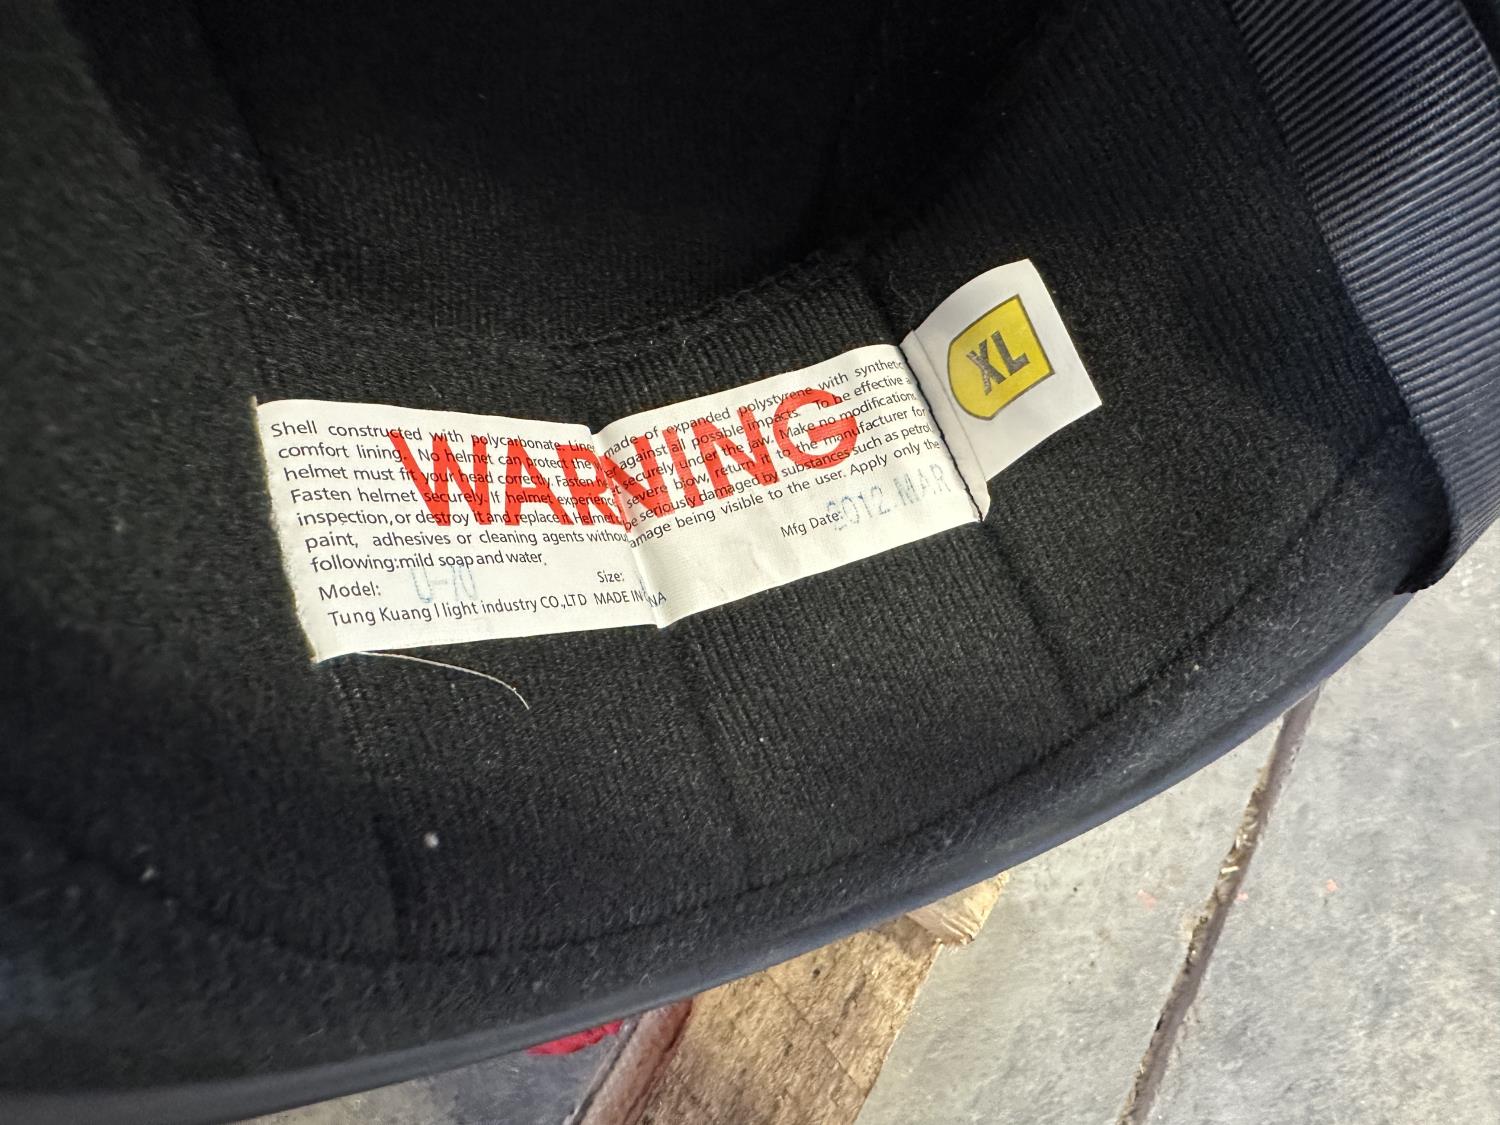 Shell constructed with polycarbonate. Liner made of expanded polystyrene with synthetic
comfort lining. No helmet can protect the against all possible impacts. To be effective a
helmet must fit your head correctly. Fasten securely under the jaw. Make no modifications.
Fasten helmet securely. If helmet experience severe blow, return it to the manufacturer for
inspection,or destroy it and replace it. Helmet be seriously damaged by substances such as petrol,
paint, adhesives or cleaning agents without amage being visible to the user. Apply only the
following:mild soap and water.
WARNING
Mfg Date: 2012.MAR
Model: U-70 Size:
Tung Kuang l light industry CO.,LTD MADE IN NA
XL